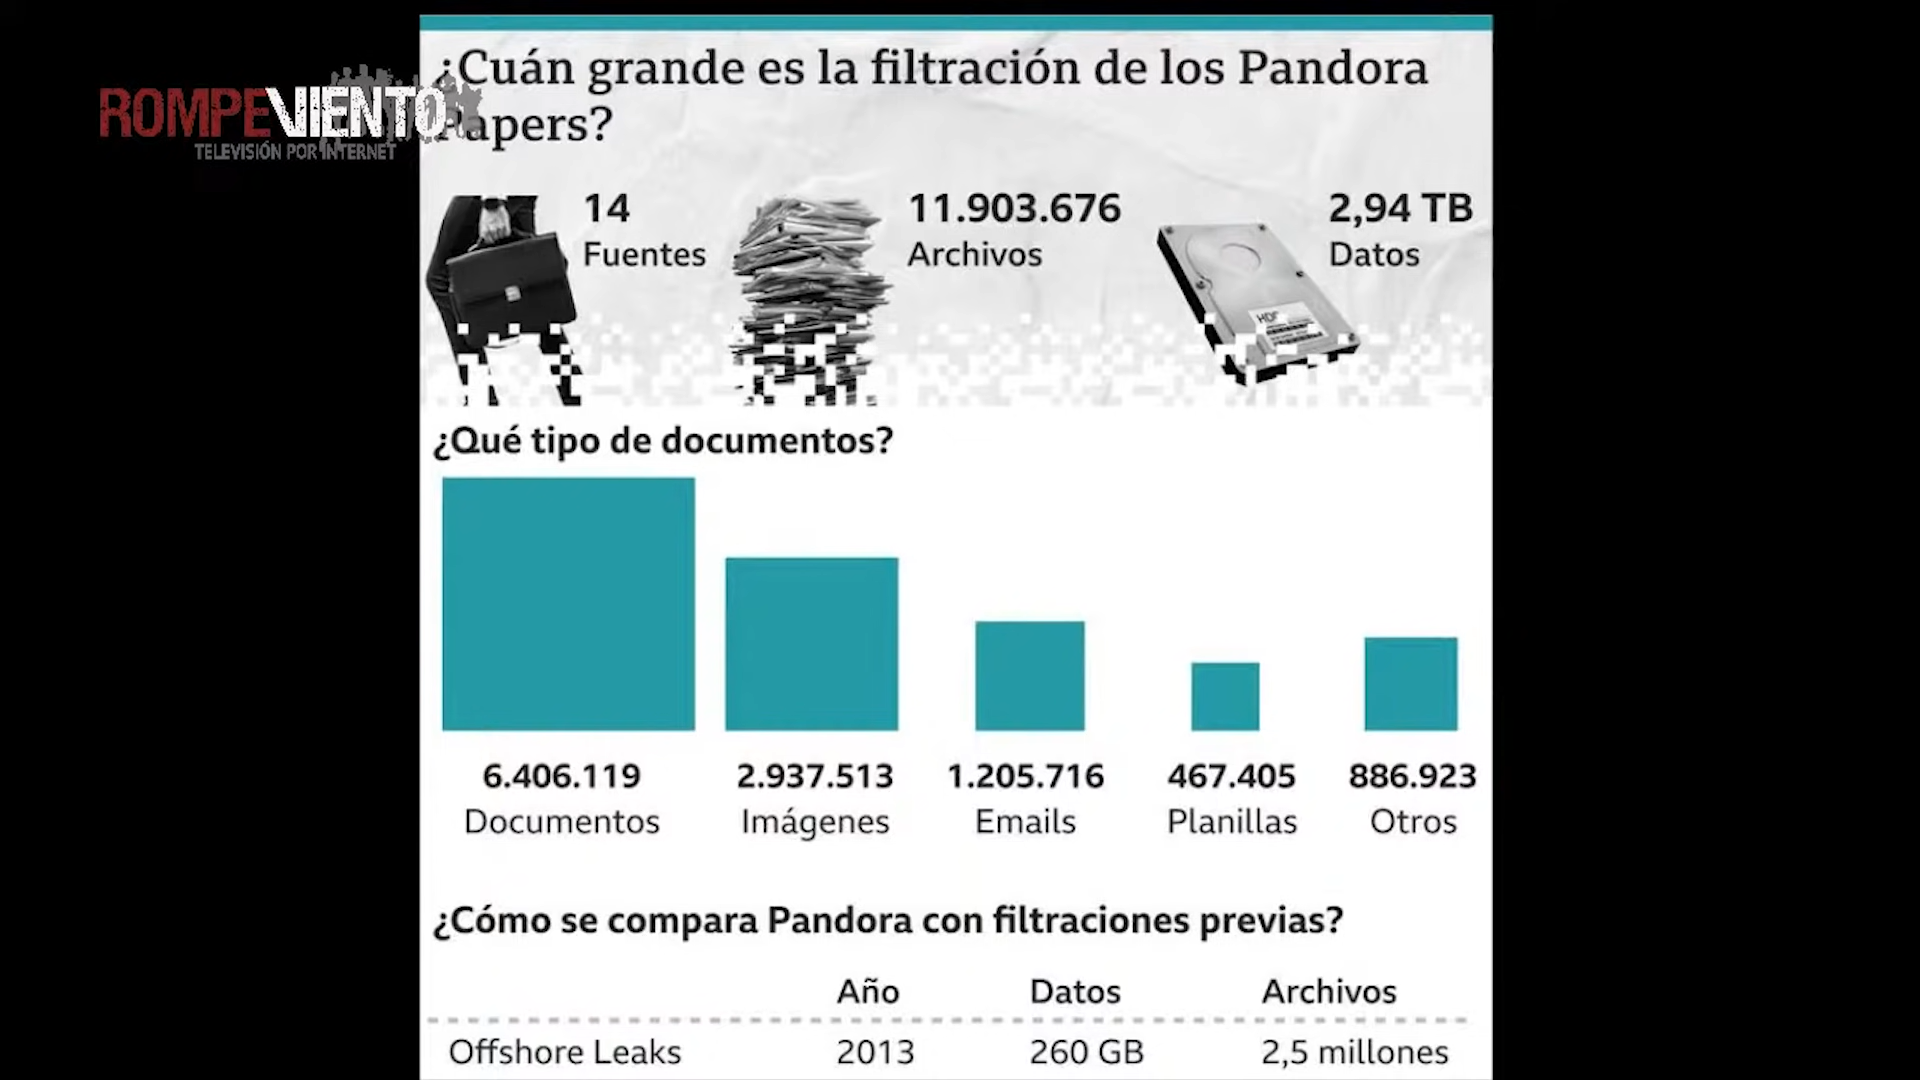 ¿Cuán grande es la filtración de los Pandora
Papers?
ROMPEVIENTO
TELEVISIÓN POR INTERNET
14
Fuentes
11.903.676
Archivos
2,94 TB
Datos
¿Qué tipo de documentos?
6.406.119
Documentos
2.937.513
Imágenes
1.205.716
Emails
467.405
Planillas
886.923
Otros
¿Cómo se compara Pandora con filtraciones previas?
Año Datos Archivos
Offshore Leaks 2013 260 GB 2,5 millones